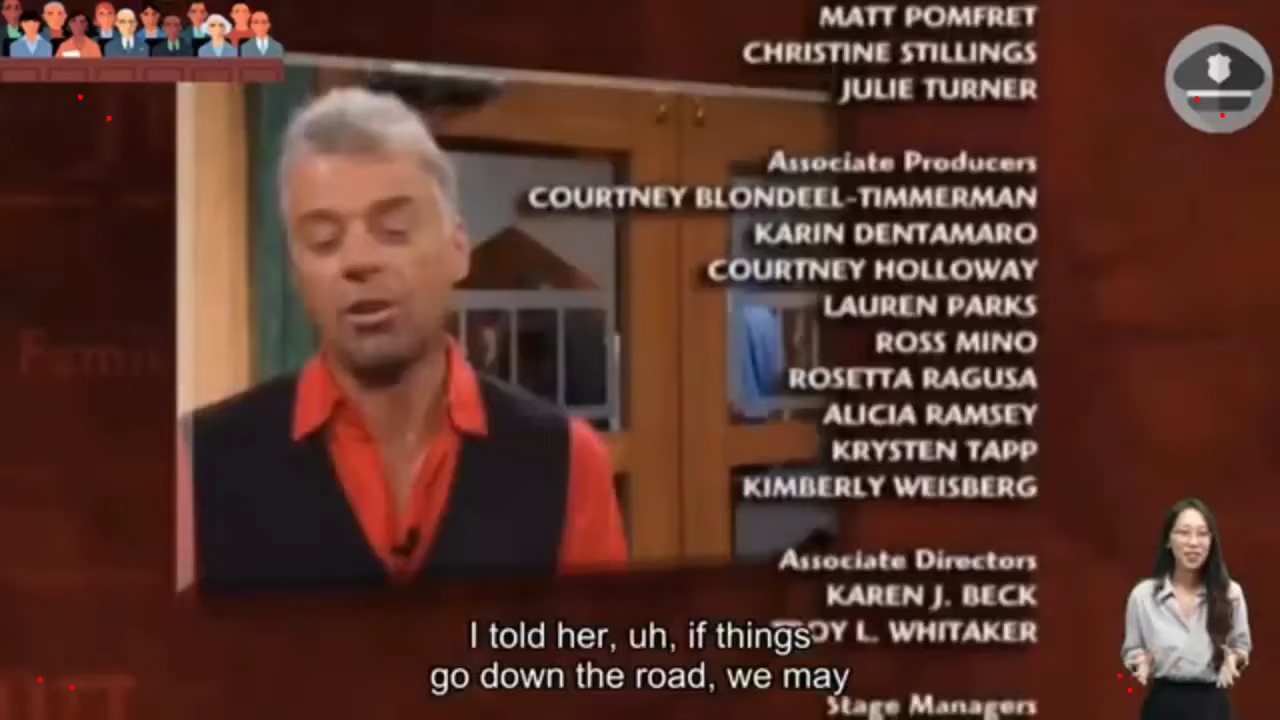 MATT POMFRET
CHRISTINE STILLINGS
JULIE TURNER
Associate Producers
COURTNEY BLONDEEL-TIMMERMAN
KARIN DENTAMARO
COURTNEY HOLLOWAY
LAUREN PARKS
ROSS MINO
ROSETTA RAGUSA
ALICIA RAMSEY
KRYSTEN TAPP
KIMBERLY WEISBERG
Associate Directors
KAREN J. BECK
L. WHITAKER
I told her, uh, if things
go down the road, we may
Stage Managers